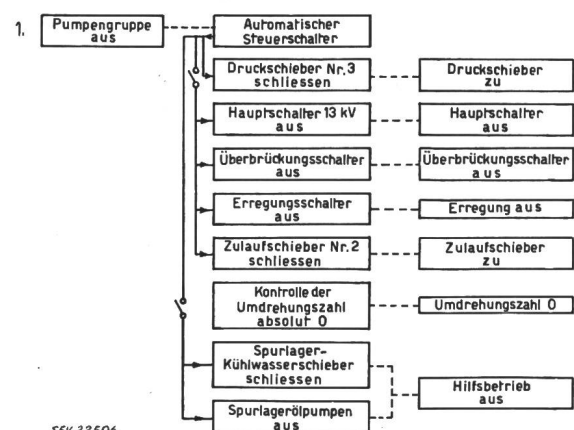 1.
Pumpengruppe
aus
Automatischer
Steuerschalter
Druckschieber Nr.3
schliessen
Druckschieber
zu
Hauptschalter 13 kV
aus
Hauptschalter
aus
Überbrückungsschalter
aus
Überbrückungsschalter
aus
Erregungsschalter
aus
Erregung aus
Zulaufschieber Nr.2
schliessen
Zulaufschieber
zu
Kontrolle der
Umdrehungszahl
absolut 0
Umdrehungszahl 0
Spurlager-
Kühlwasserschieber
schliessen
Hilfsbetrieb
aus
Spurlagerölpumpen
aus